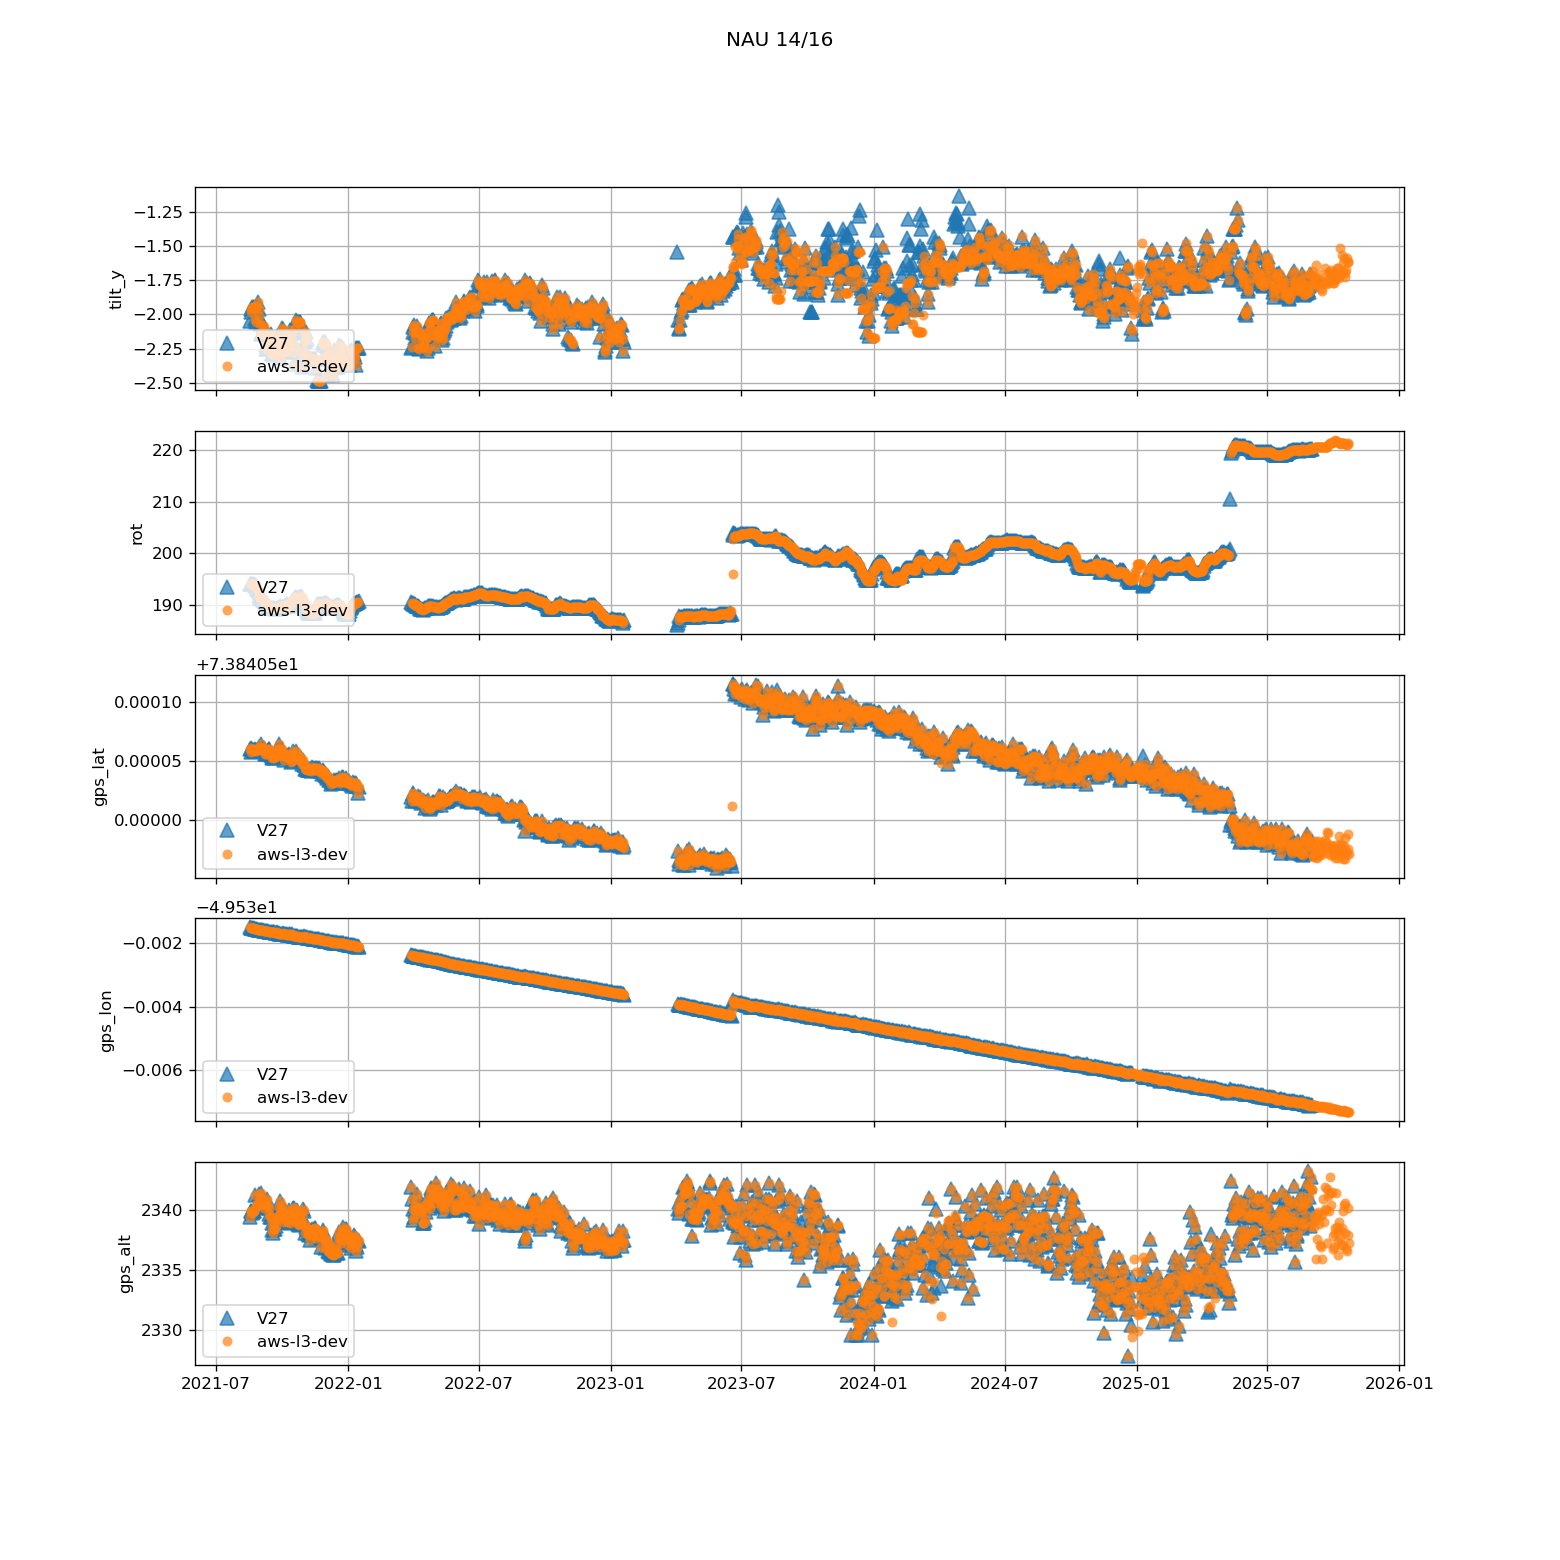 NAU 14/16
tilt_y
−1.25
−1.50
−1.75
−2.00
−2.25
−2.50
V27
aws-l3-dev
rot
220
210
200
190
V27
aws-l3-dev
+7.38405e1
gps_lat
0.00010
0.00005
0.00000
V27
aws-l3-dev
−4.953e1
gps_lon
−0.002
−0.004
−0.006
V27
aws-l3-dev
gps_alt
2340
2335
2330
V27
aws-l3-dev
2021-07 2022-01 2022-07 2023-01 2023-07 2024-01 2024-07 2025-01 2025-07 2026-01